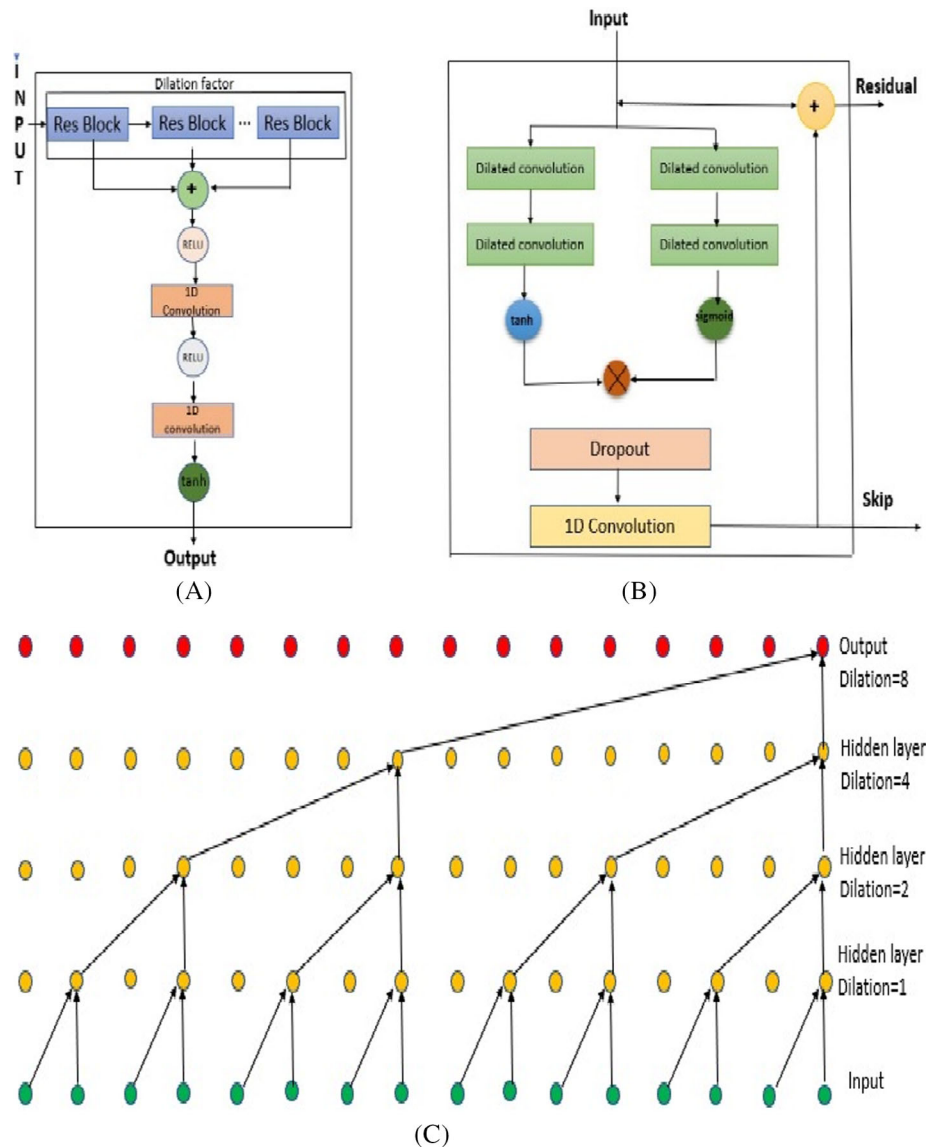 INPUT
Dilation factor
Res Block
Res Block
...
Res Block
+
RELU
1D
Convolution
RELU
1D
convolution
tanh
Output
(A)
Input
+
Residual
Dilated convolution
Dilated convolution
Dilated convolution
Dilated convolution
tanh
sigmoid
Dropout
1D Convolution
Skip
(B)
Output
Dilation=8
Hidden layer
Dilation=4
Hidden layer
Dilation=2
Hidden layer
Dilation=1
Input
(C)